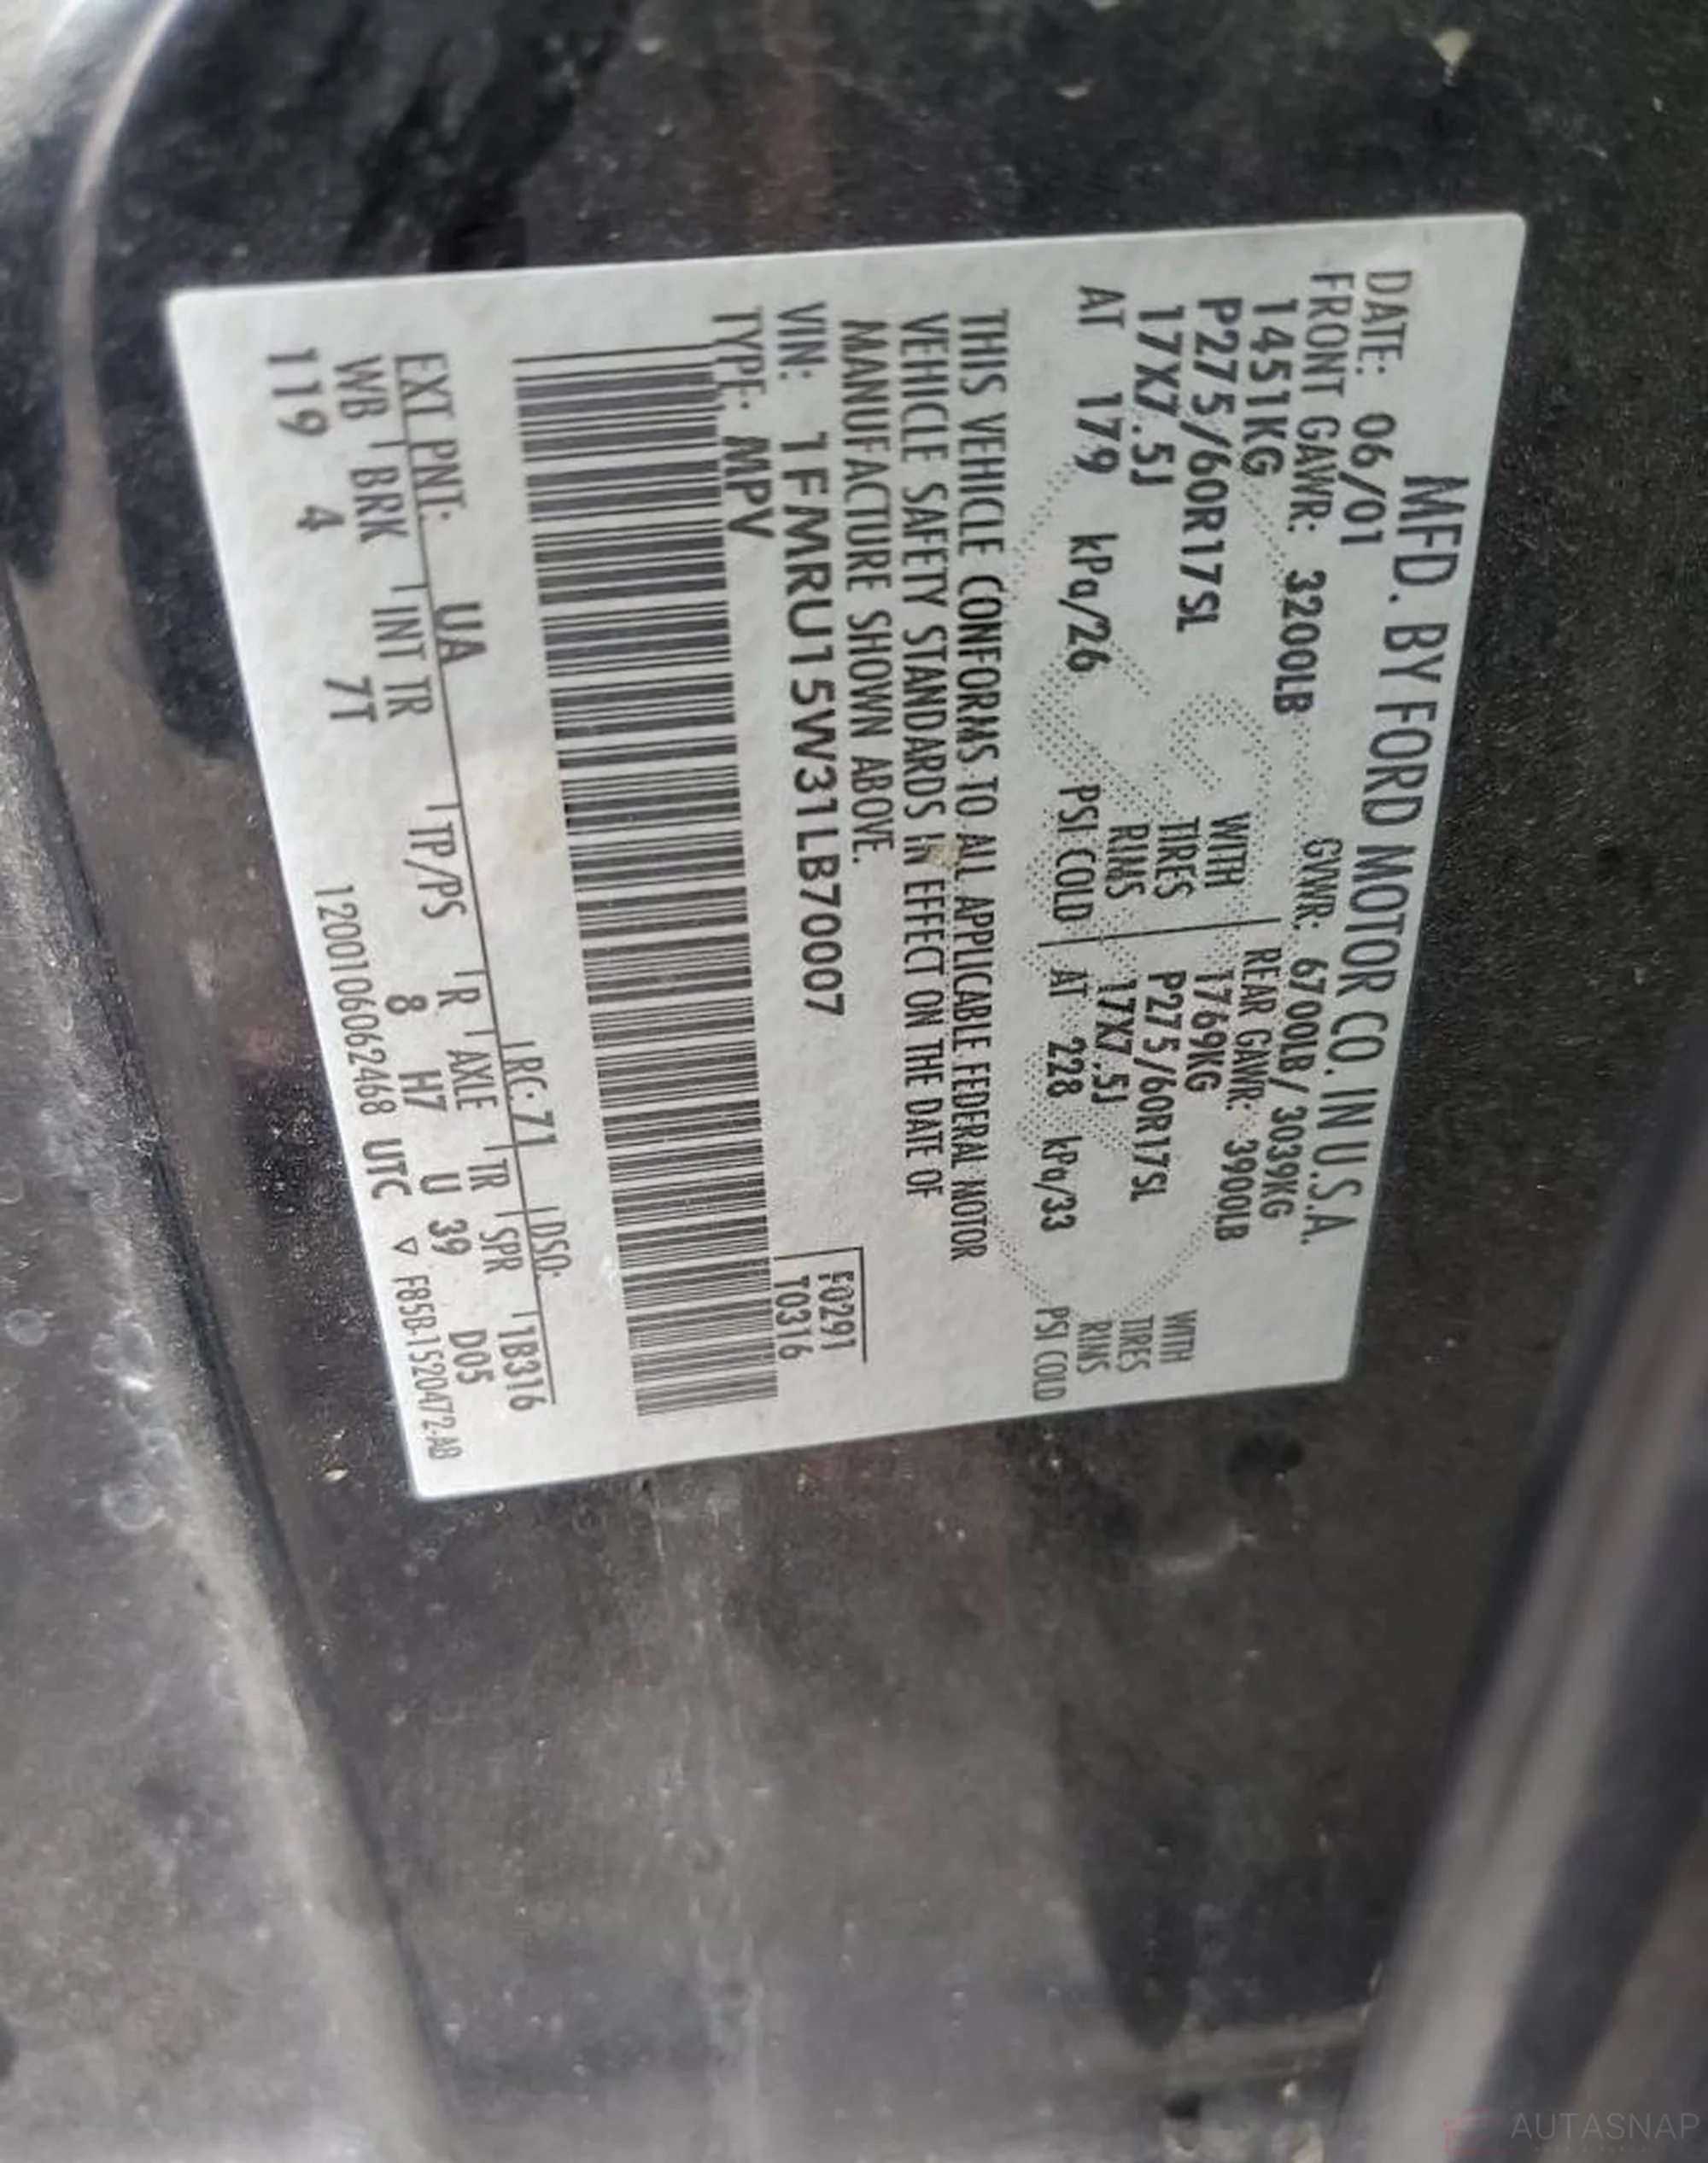 MFD. BY FORD MOTOR CO. IN U.S.A.
DATE: 06/01 GVWR: 6700LB/ 3039KG
FRONT GAWR: 3200LB REAR GAWR: 3900LB
1451KG WITH 1769KG WITH
P275/60R17SL TIRES P275/60R17SL TIRES
17X7.5J RIMS 17X7.5J RIMS
AT 179 kPa/26 PSI COLD AT 228 kPa/33 PSI COLD
THIS VEHICLE CONFORMS TO ALL APPLICABLE FEDERAL MOTOR
VEHICLE SAFETY STANDARDS IN EFFECT ON THE DATE OF
MANUFACTURE SHOWN ABOVE.
VIN: 1FMRU15W31LB70007 F0291
TYPE: MPV T0316
EXT PNT: UA RC: 71 DSO:
WB BRK INT TR TP/PS R AXLE TR SPR 1B316
119 4 7T 8 H7 U 39 D05
1200106062468 UTC ▽ F85B-1520472-AB
AUTASNAP